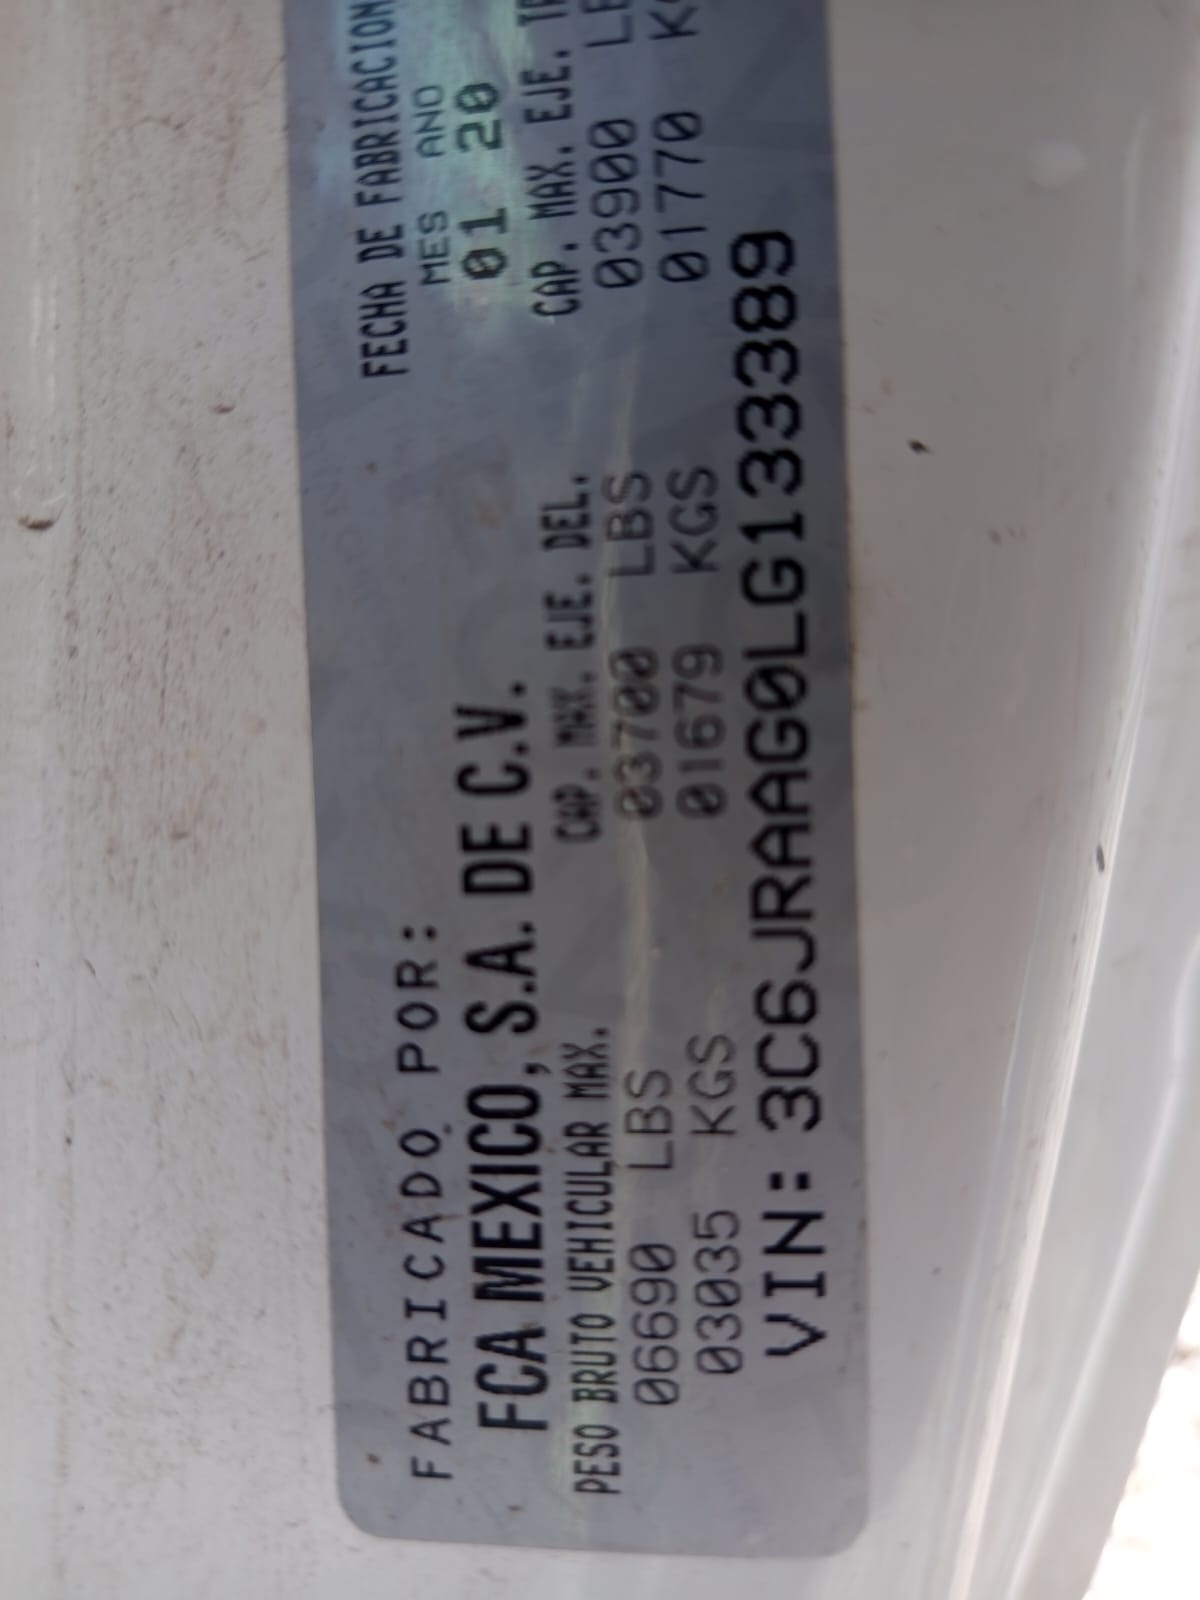 FABRICADO POR:
FECHA DE FABRICACION
MES ANO
01 20
FCA MEXICO, S.A. DE C.V.
PESO BRUTO VEHICULAR MAX.
CAP. MAX. EJE. DEL.
CAP. MAX. EJE.
06690 LBS
03700 LBS
03900
03035 KGS
01679 KGS
01770
VIN: 3C6JRAAG0LG133389